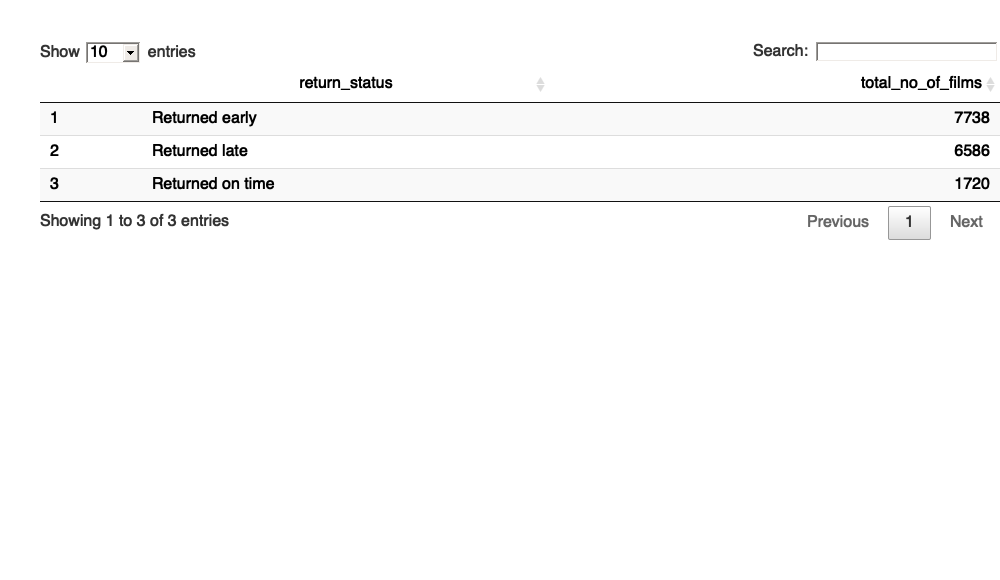 Show 10 entries Search:
return_status total_no_of_films
1 Returned early 7738
2 Returned late 6586
3 Returned on time 1720
Showing 1 to 3 of 3 entries Previous 1 Next